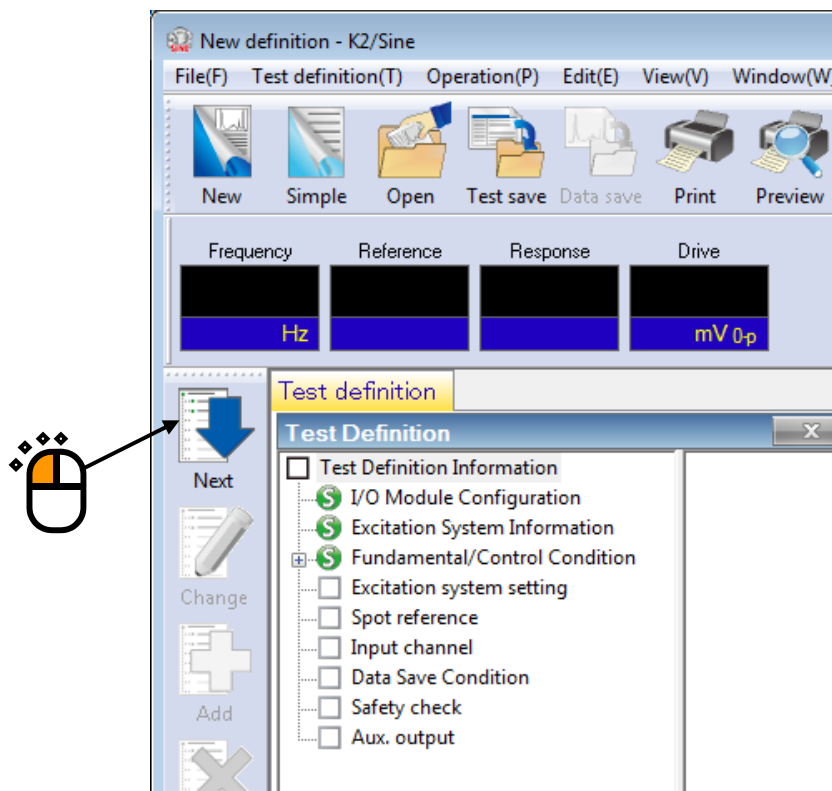 New definition - K2/Sine
File(F) Test definition(T) Operation(P) Edit(E) View(V) Window(W)
New Simple Open Test save Data save Print Preview
Frequency Reference Response Drive
Hz mV 0-p
Test definition
Test Definition
Next
Change
Add
Test Definition Information
S I/O Module Configuration
S Excitation System Information
S Fundamental/Control Condition
Excitation system setting
Spot reference
Input channel
Data Save Condition
Safety check
Aux. output